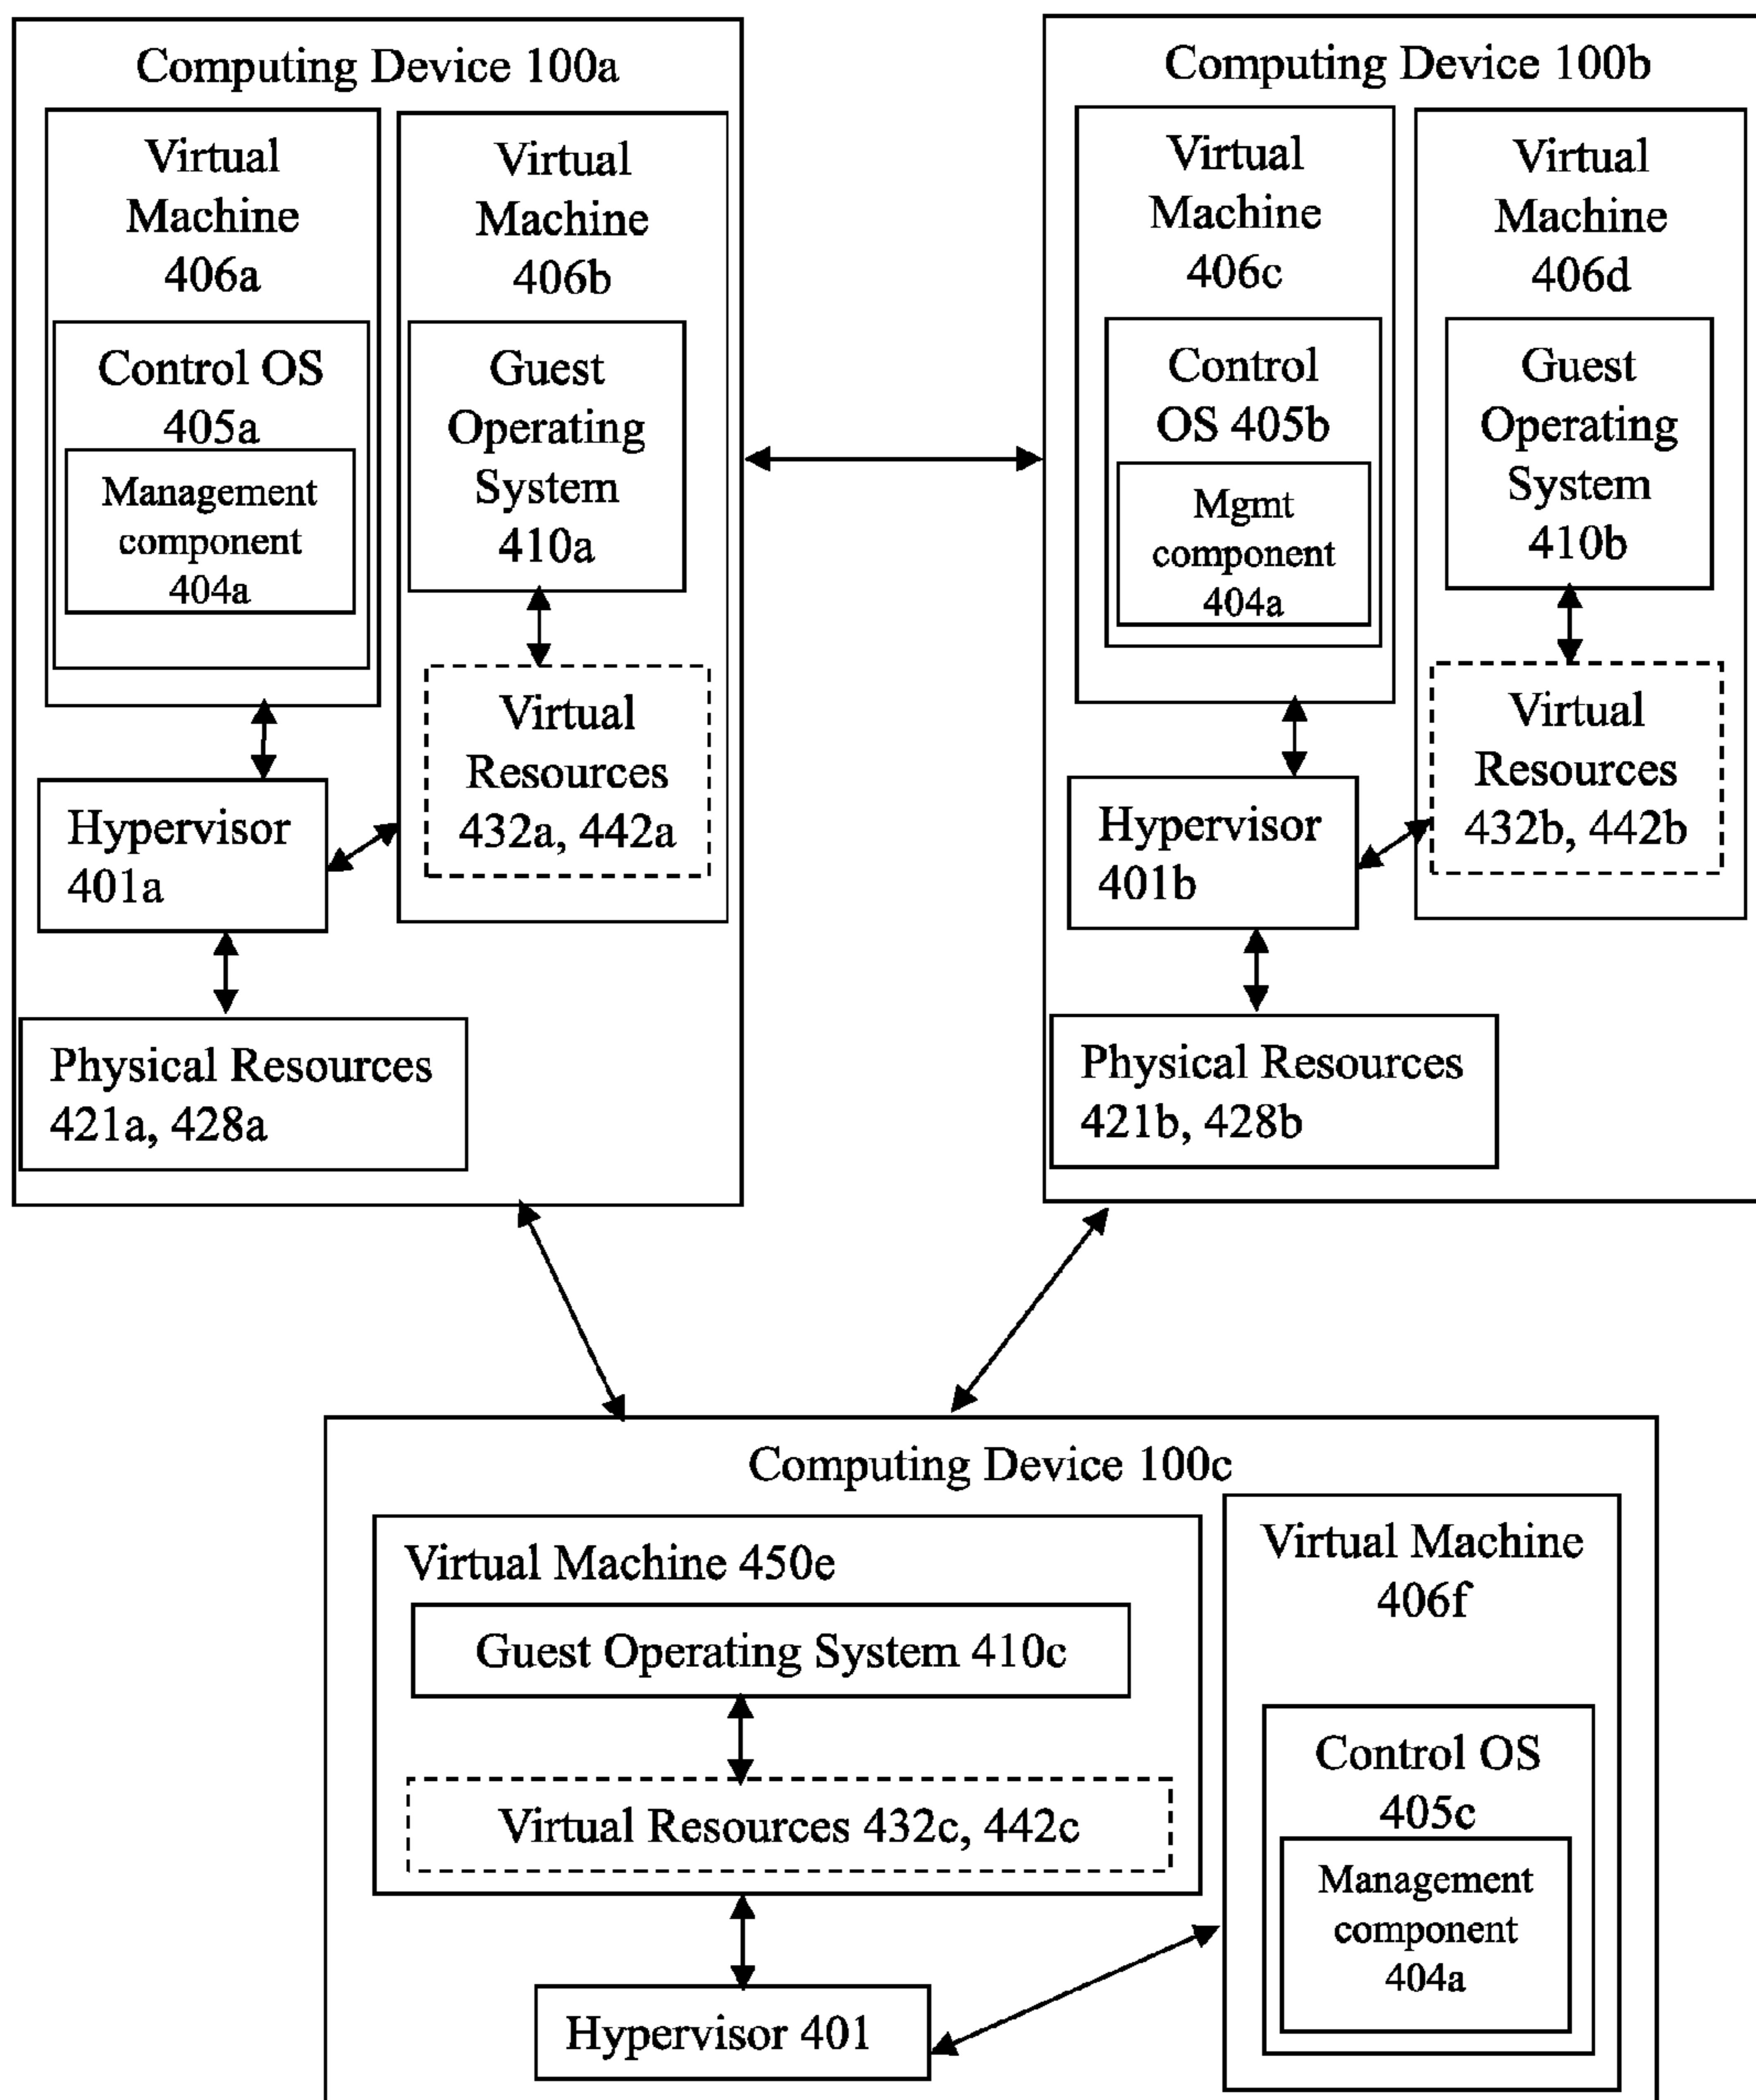 Computing Device 100a
Virtual
Machine
406a
Control OS
405a
Management
component
404a
Virtual
Machine
406b
Guest
Operating
System
410a
Virtual
Resources
432a, 442a
Hypervisor
401a
Physical Resources
421a, 428a
Computing Device 100b
Virtual
Machine
406c
Control
OS 405b
Mgmt
component
404a
Virtual
Machine
406d
Guest
Operating
System
410b
Virtual
Resources
432b, 442b
Hypervisor
401b
Physical Resources
421b, 428b
Computing Device 100c
Virtual Machine 450e
Guest Operating System 410c
Virtual Resources 432c, 442c
Virtual Machine
406f
Control OS
405c
Management
component
404a
Hypervisor 401